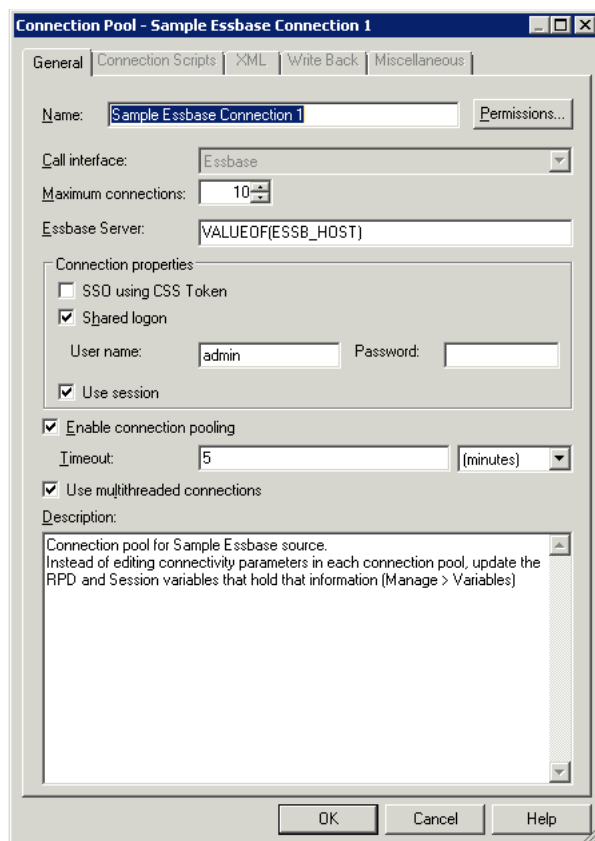 Connection Pool - Sample Essbase Connection 1
General Connection Scripts XML Write Back Miscellaneous
Name: Sample Essbase Connection 1 Permissions...
Call interface: Essbase
Maximum connections: 10
Essbase Server: VALUEOF(ESSB_HOST)
Connection properties
SSO using CSS Token
Shared logon
User name: admin Password:
Use session
Enable connection pooling
Timeout: 5 (minutes)
Use multithreaded connections
Description:
Connection pool for Sample Essbase source.
Instead of editing connectivity parameters in each connection pool, update the
RPD and Session variables that hold that information (Manage > Variables)
OK Cancel Help